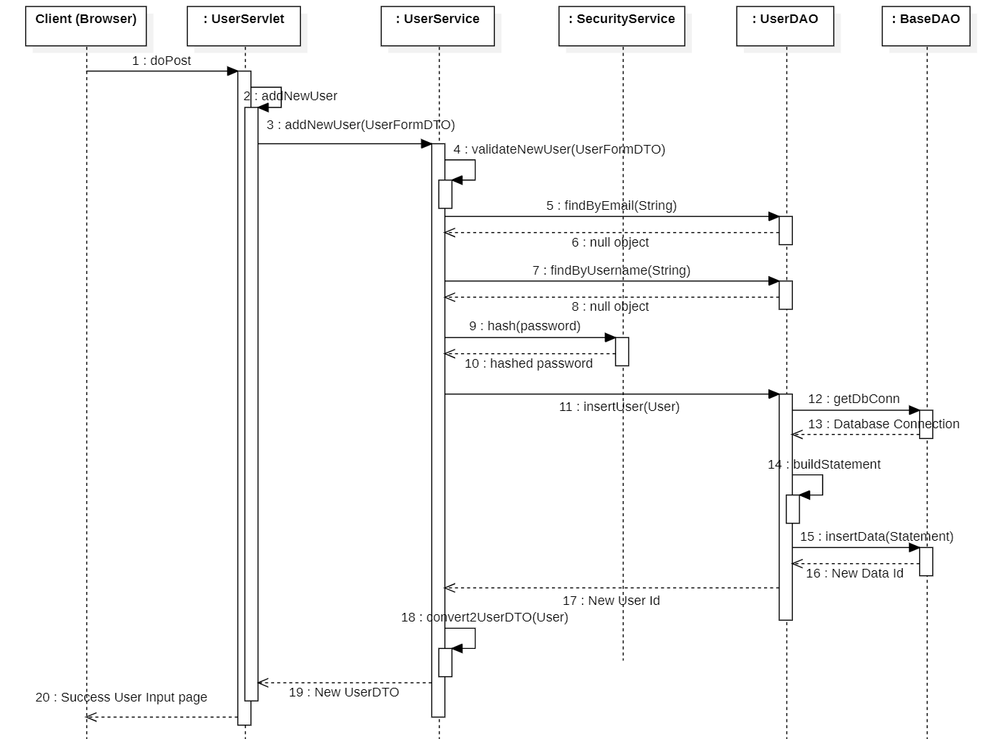 Client (Browser)
: UserServlet
: UserService
: SecurityService
: UserDAO
: BaseDAO
1 : doPost
2 : addNewUser
3 : addNewUser(UserFormDTO)
4 : validateNewUser(UserFormDTO)
5 : findByEmail(String)
6 : null object
7 : findByUsername(String)
8 : null object
9 : hash(password)
10 : hashed password
11 : insertUser(User)
12 : getDbConn
13 : Database Connection
14 : buildStatement
15 : insertData(Statement)
16 : New Data Id
17 : New User Id
18 : convert2UserDTO(User)
19 : New UserDTO
20 : Success User Input page